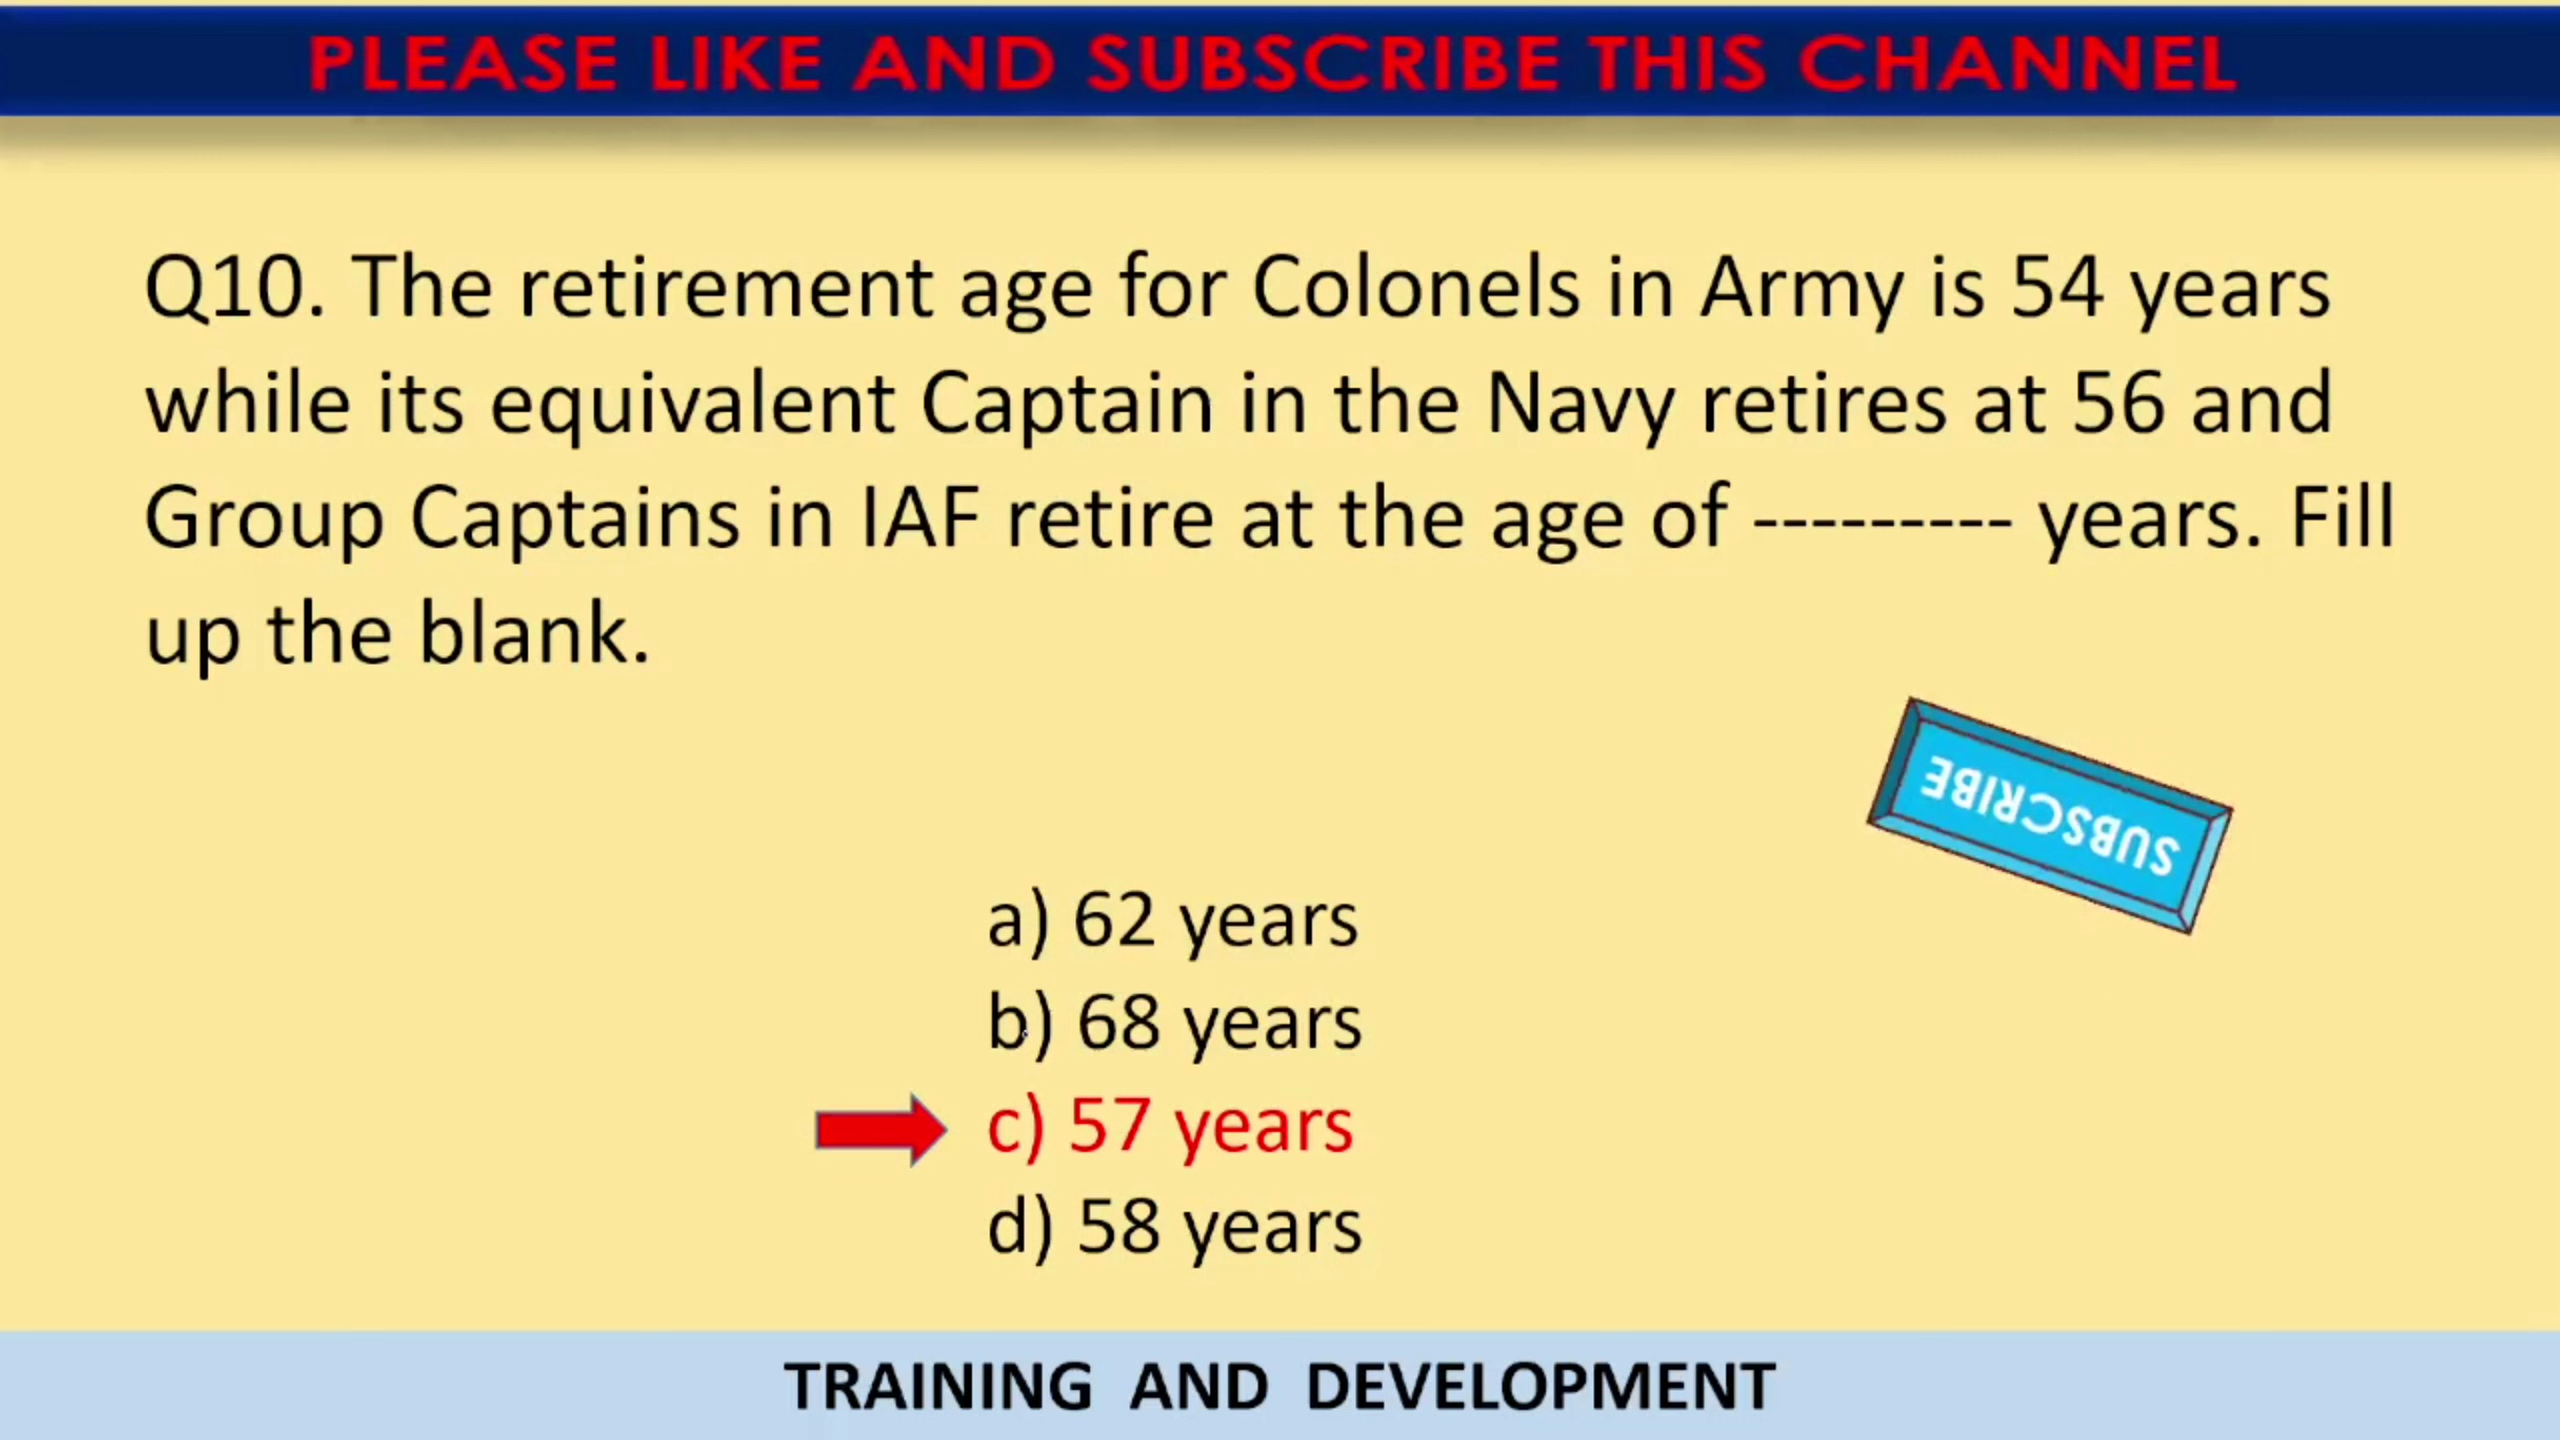 PLEASE LIKE AND SUBSCRIBE THIS CHANNEL
Q10. The retirement age for Colonels in Army is 54 years
while its equivalent Captain in the Navy retires at 56 and
Group Captains in IAF retire at the age of --------- years. Fill
up the blank.
SUBSCRIBE
a) 62 years
b) 68 years
c) 57 years
d) 58 years
TRAINING AND DEVELOPMENT